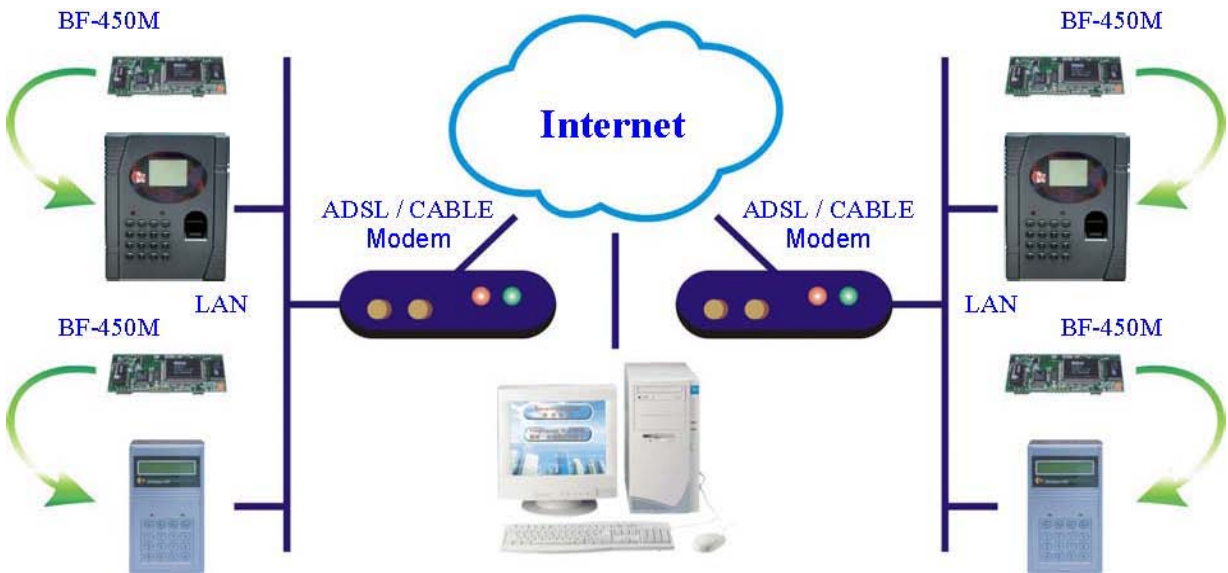 BF-450M
BF-450M
Internet
ADSL / CABLE
Modem
ADSL / CABLE
Modem
LAN
LAN
BF-450M
BF-450M